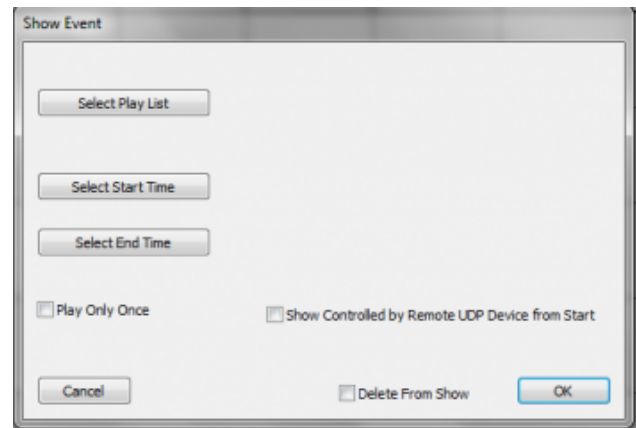 Show Event
Select Play List
Select Start Time
Select End Time
Play Only Once
Show Controlled by Remote UDP Device from Start
Cancel
Delete From Show
OK